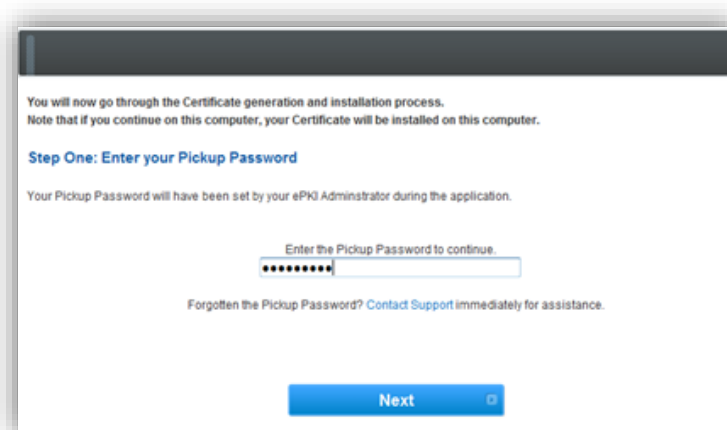 You will now go through the Certificate generation and installation process.
Note that if you continue on this computer, your Certificate will be installed on this computer.
Step One: Enter your Pickup Password
Your Pickup Password will have been set by your ePKI Adminstrator during the application.
Enter the Pickup Password to continue.
•••••••••
Forgotten the Pickup Password? Contact Support immediately for assistance.
Next